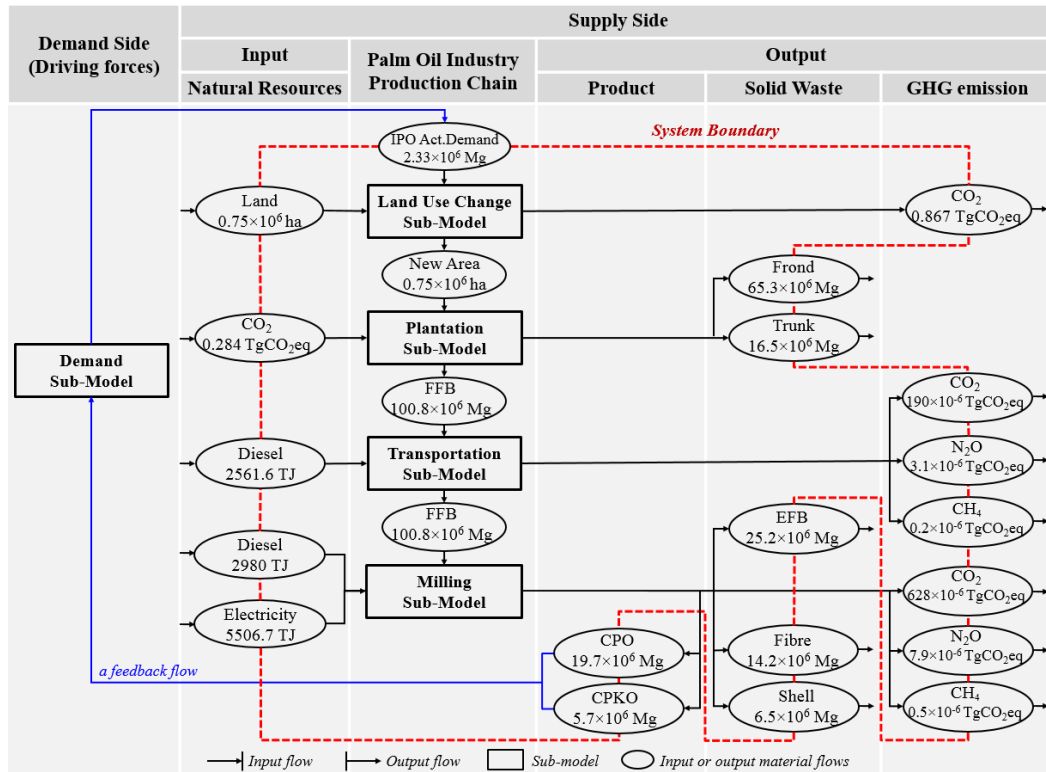 Supply Side
Demand Side
(Driving forces)
Input
Palm Oil Industry
Production Chain
Output
Natural Resources
Product
Solid Waste
GHG emission
IPO Act.Demand
2.33×10⁶ Mg
System Boundary
Land
0.75×10⁶ ha
Land Use Change
Sub-Model
CO₂
0.867 TgCO₂eq
New Area
0.75×10⁶ ha
Frond
65.3×10⁶ Mg
CO₂
0.284 TgCO₂eq
Plantation
Sub-Model
Trunk
16.5×10⁶ Mg
Demand
Sub-Model
FFB
100.8×10⁶ Mg
CO₂
190×10⁻⁶ TgCO₂eq
Diesel
2561.6 TJ
Transportation
Sub-Model
N₂O
3.1×10⁻⁶ TgCO₂eq
FFB
100.8×10⁶ Mg
EFB
25.2×10⁶ Mg
CH₄
0.2×10⁻⁶ TgCO₂eq
Diesel
2980 TJ
Milling
Sub-Model
CO₂
628×10⁻⁶ TgCO₂eq
Electricity
5506.7 TJ
CPO
19.7×10⁶ Mg
Fibre
14.2×10⁶ Mg
N₂O
7.9×10⁻⁶ TgCO₂eq
a feedback flow
CPKO
5.7×10⁶ Mg
Shell
6.5×10⁶ Mg
CH₄
0.5×10⁻⁶ TgCO₂eq
Input flow
Output flow
Sub-model
Input or output material flows